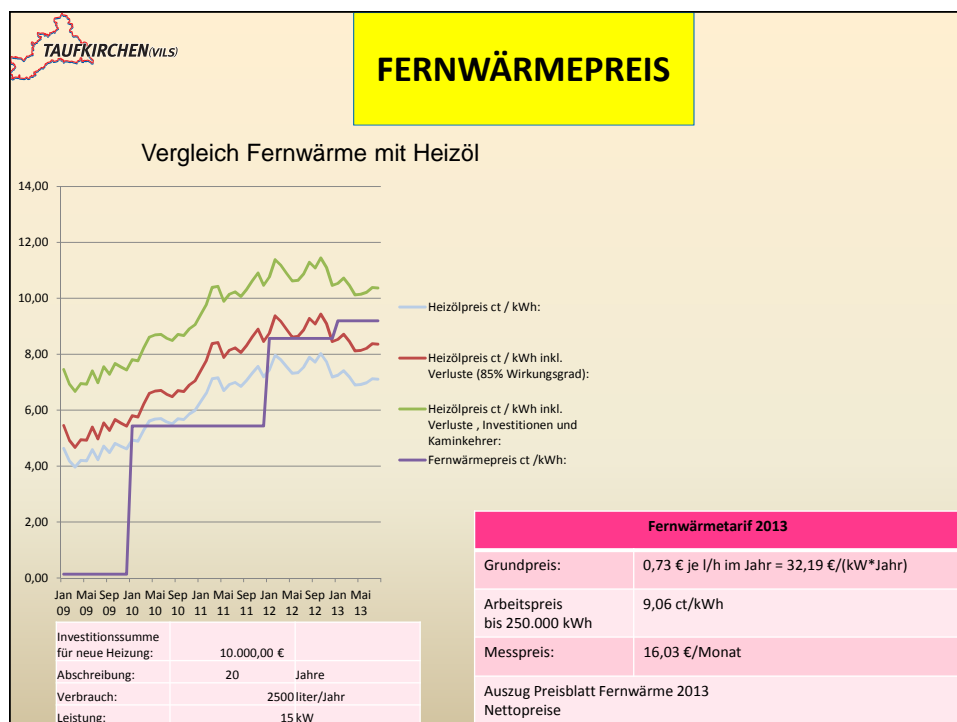 TAUFKIRCHEN(VILS)
FERNWÄRMEPREIS
Vergleich Fernwärme mit Heizöl
14,00
12,00
10,00
8,00
6,00
4,00
2,00
0,00
Jan Mai Sep Jan Mai Sep Jan Mai Sep Jan Mai Sep Jan Mai
09 09 09 10 10 10 11 11 11 12 12 12 13 13
Heizölpreis ct / kWh:
Heizölpreis ct / kWh inkl.
Verluste (85% Wirkungsgrad):
Heizölpreis ct / kWh inkl.
Verluste , Investitionen und
Kaminkehrer:
Fernwärmepreis ct /kWh:
Investitionssumme
für neue Heizung: 10.000,00 €
Abschreibung: 20 Jahre
Verbrauch: 2500 liter/Jahr
Leistung: 15 kW
Fernwärmetarif 2013
Grundpreis: 0,73 € je l/h im Jahr = 32,19 €/(kW*Jahr)
Arbeitspreis 9,06 ct/kWh
bis 250.000 kWh
Messpreis: 16,03 €/Monat
Auszug Preisblatt Fernwärme 2013
Nettopreise